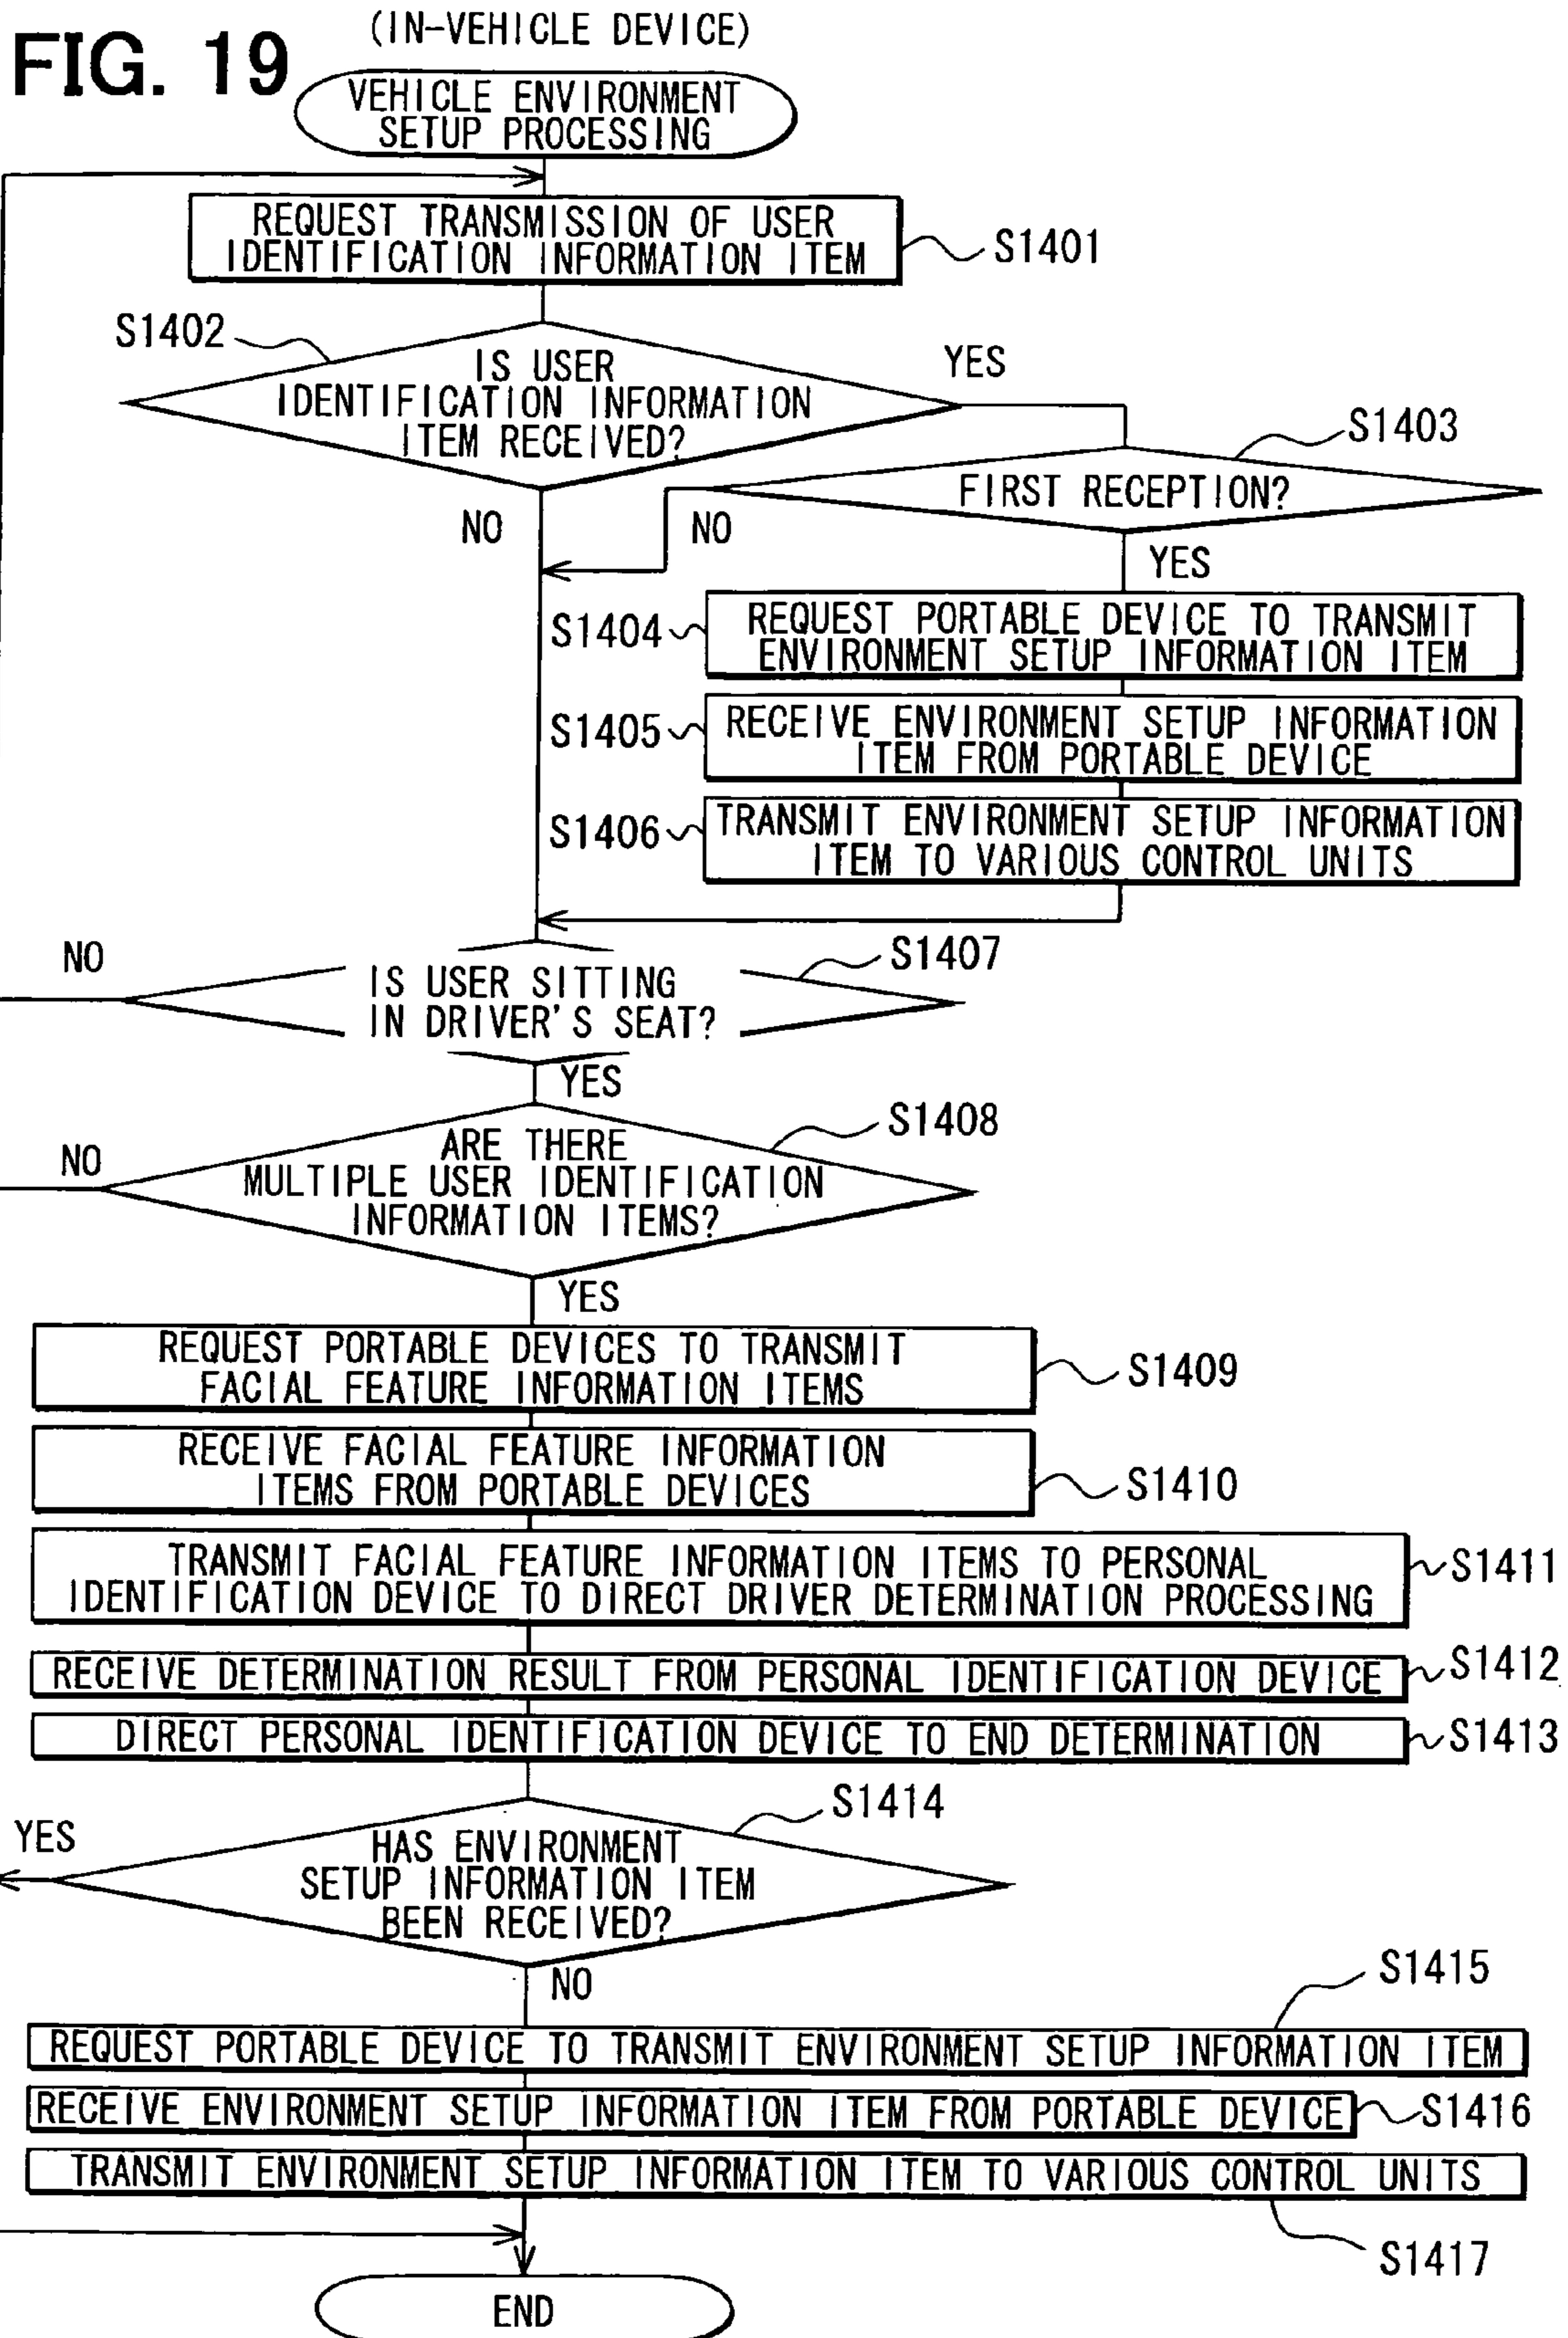 FIG. 19
(IN-VEHICLE DEVICE)
VEHICLE ENVIRONMENT
SETUP PROCESSING
REQUEST TRANSMISSION OF USER
IDENTIFICATION INFORMATION ITEM
S1401
S1402
IS USER
IDENTIFICATION INFORMATION
ITEM RECEIVED?
YES
S1403
FIRST RECEPTION?
NO
NO
YES
S1404
REQUEST PORTABLE DEVICE TO TRANSMIT
ENVIRONMENT SETUP INFORMATION ITEM
S1405
RECEIVE ENVIRONMENT SETUP INFORMATION
ITEM FROM PORTABLE DEVICE
S1406
TRANSMIT ENVIRONMENT SETUP INFORMATION
ITEM TO VARIOUS CONTROL UNITS
NO
S1407
IS USER SITTING
IN DRIVER'S SEAT?
YES
S1408
NO
ARE THERE
MULTIPLE USER IDENTIFICATION
INFORMATION ITEMS?
YES
REQUEST PORTABLE DEVICES TO TRANSMIT
FACIAL FEATURE INFORMATION ITEMS
S1409
RECEIVE FACIAL FEATURE INFORMATION
ITEMS FROM PORTABLE DEVICES
S1410
TRANSMIT FACIAL FEATURE INFORMATION ITEMS TO PERSONAL
IDENTIFICATION DEVICE TO DIRECT DRIVER DETERMINATION PROCESSING
S1411
RECEIVE DETERMINATION RESULT FROM PERSONAL IDENTIFICATION DEVICE
S1412
DIRECT PERSONAL IDENTIFICATION DEVICE TO END DETERMINATION
S1413
S1414
YES
HAS ENVIRONMENT
SETUP INFORMATION ITEM
BEEN RECEIVED?
NO
S1415
REQUEST PORTABLE DEVICE TO TRANSMIT ENVIRONMENT SETUP INFORMATION ITEM
RECEIVE ENVIRONMENT SETUP INFORMATION ITEM FROM PORTABLE DEVICE
S1416
TRANSMIT ENVIRONMENT SETUP INFORMATION ITEM TO VARIOUS CONTROL UNITS
S1417
END